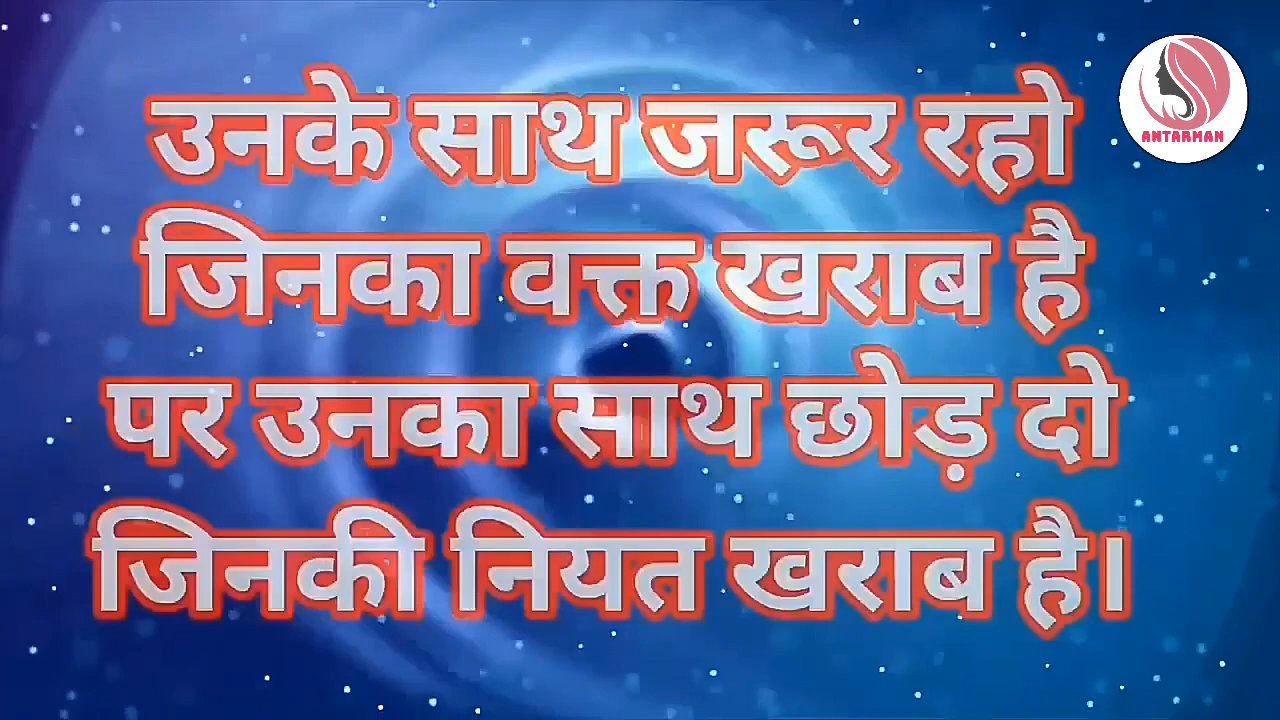 उनके साथ जरूर रहो
जिनका वक्त खराब है
पर उनका साथ छोड़ दो
जिनकी नियत खराब है।
ANTARMAN